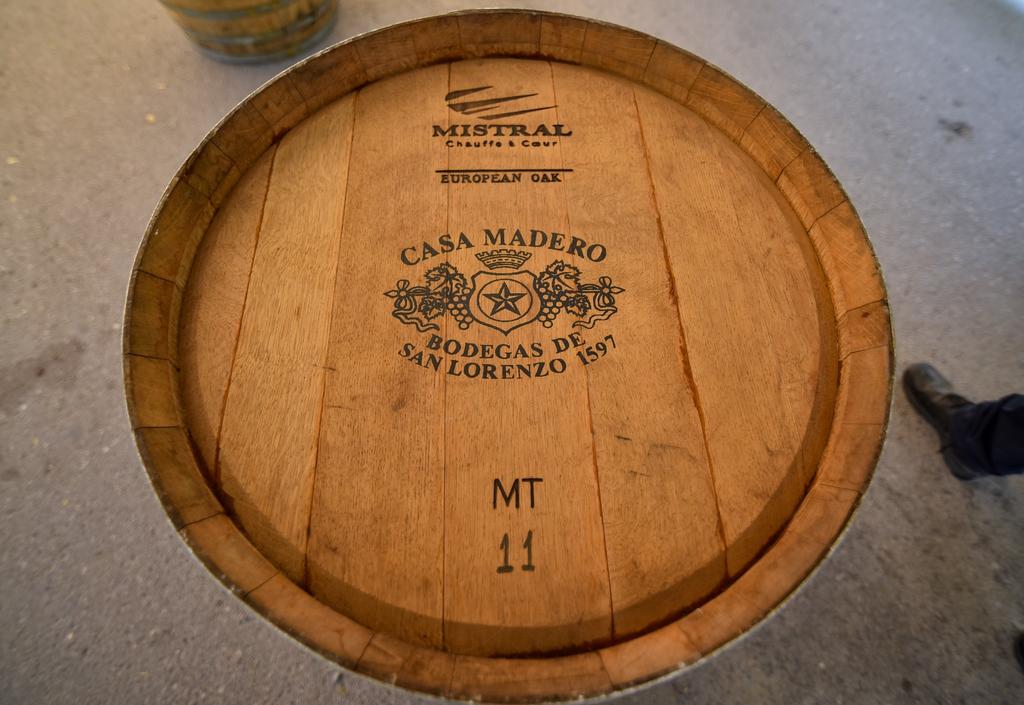 MISTRAL
Chauffe à Cœur
EUROPEAN OAK
CASA MADERO
BODEGAS DE
SAN LORENZO 1597
MT
11